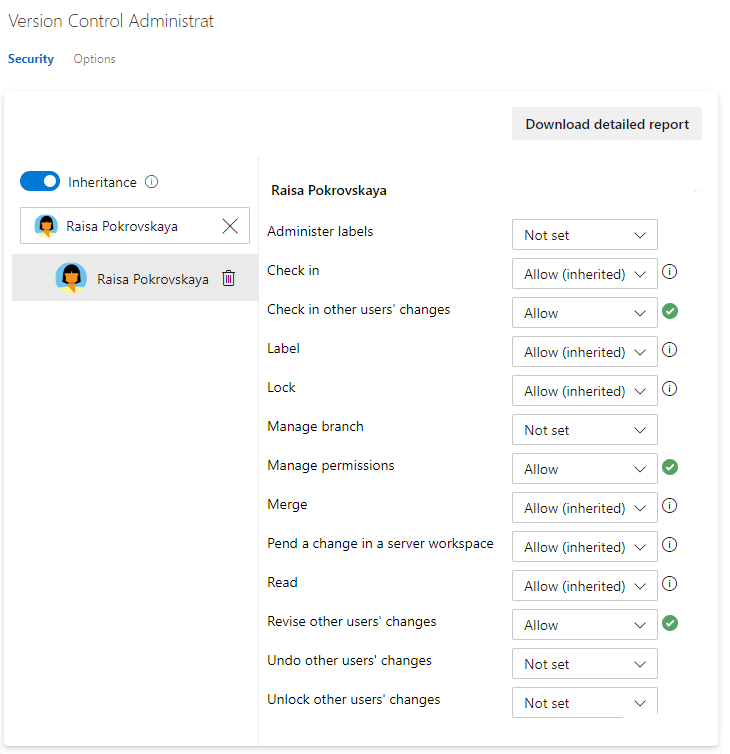 Version Control Administrat
Security Options
Download detailed report
Inheritance
Raisa Pokrovskaya
Raisa Pokrovskaya
Raisa Pokrovskaya
Administer labels Not set
Check in Allow (inherited)
Check in other users' changes Allow
Label Allow (inherited)
Lock Allow (inherited)
Manage branch Not set
Manage permissions Allow
Merge Allow (inherited)
Pend a change in a server workspace Allow (inherited)
Read Allow (inherited)
Revise other users' changes Allow
Undo other users' changes Not set
Unlock other users' changes Not set